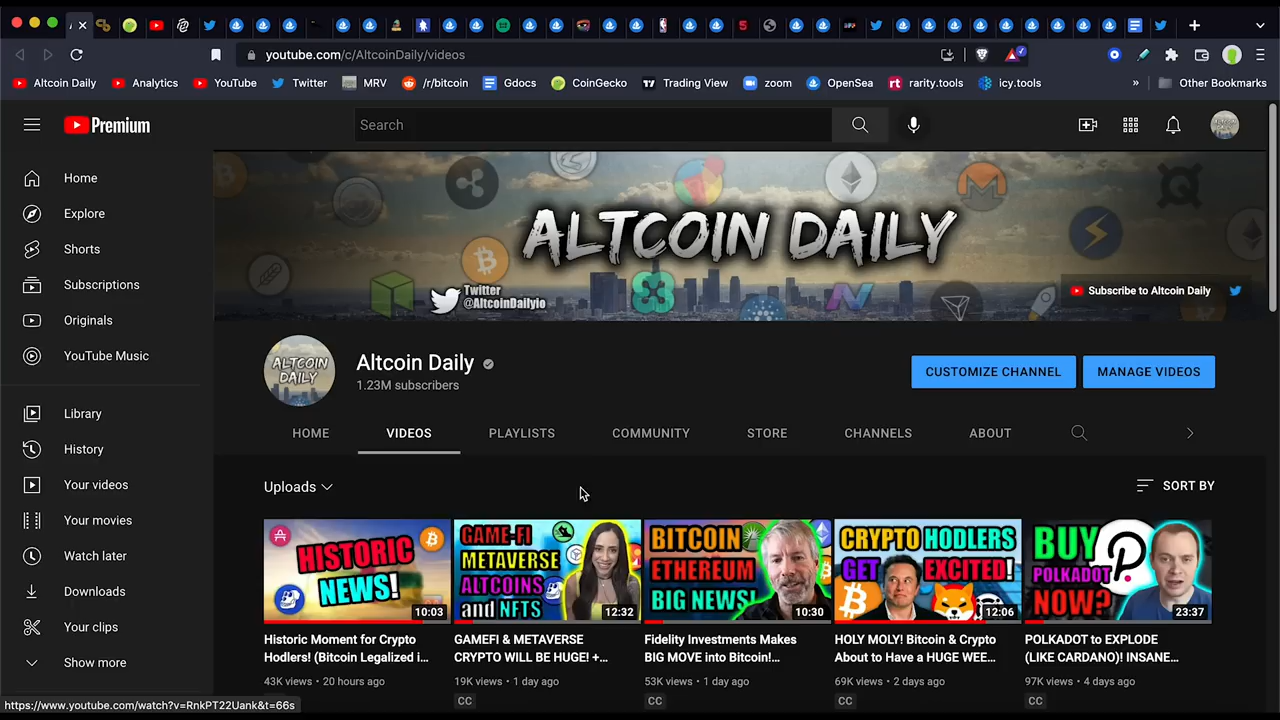 youtube.com/c/AltcoinDaily/videos
Altcoin Daily Analytics YouTube Twitter MRV /r/bitcoin Gdocs CoinGecko Trading View zoom OpenSea rarity.tools icy.tools » Other Bookmarks
Premium
Search
Home
Explore
Shorts
Subscriptions
Originals
YouTube Music
Library
History
Your videos
Your movies
Watch later
Downloads
Your clips
Show more
ALTCOIN DAILY
Twitter
@AltcoinDailyio
Subscribe to Altcoin Daily
ALTCOIN
DAILY
Altcoin Daily
1.23M subscribers
CUSTOMIZE CHANNEL MANAGE VIDEOS
HOME VIDEOS PLAYLISTS COMMUNITY STORE CHANNELS ABOUT
Uploads
SORT BY
HISTORIC
NEWS!
10:03
Historic Moment for Crypto
Hodlers! (Bitcoin Legalized i...
43K views • 20 hours ago
GAME-FI
METAVERSE
ALTCOINS
and NFTS
12:32
GAMEFI & METAVERSE
CRYPTO WILL BE HUGE! +...
19K views • 1 day ago
CC
BITCOIN
ETHEREUM
BIG NEWS!
10:30
Fidelity Investments Makes
BIG MOVE into Bitcoin!...
53K views • 1 day ago
CC
CRYPTO HODLERS
GET EXCITED!
12:06
HOLY MOLY! Bitcoin & Crypto
About to Have a HUGE WEE...
69K views • 2 days ago
CC
BUY
POLKADOT
NOW?
23:37
POLKADOT to EXPLODE
(LIKE CARDANO)! INSANE...
97K views • 4 days ago
CC
https://www.youtube.com/watch?v=RnkPT22Uank&t=66s